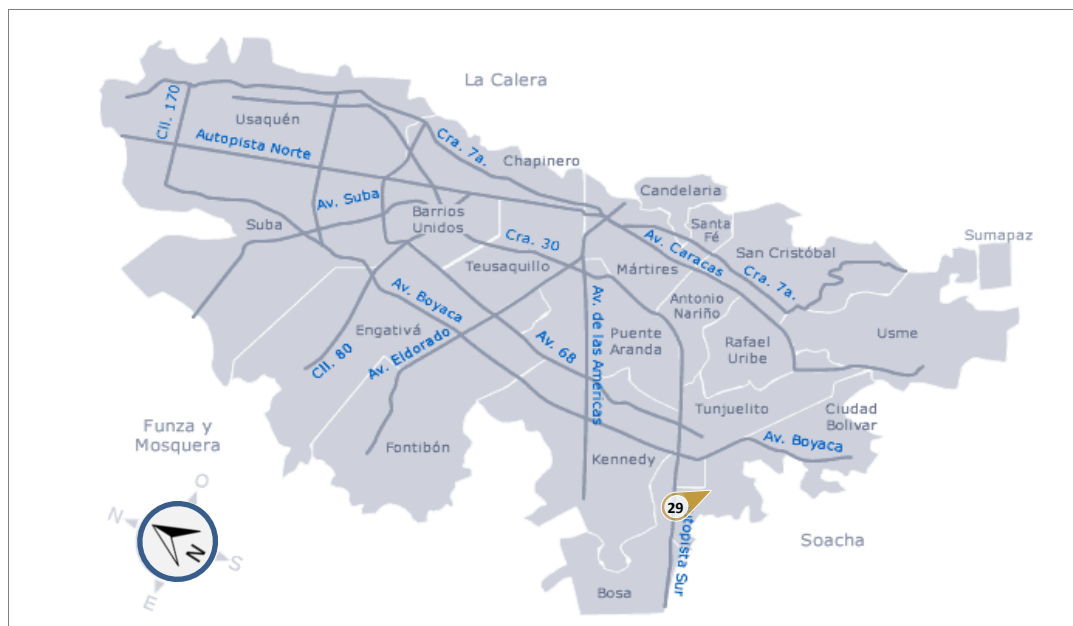 La Calera
Cll. 170
Usaquén
Autopista Norte
Cra. 7a.
Chapinero
Candelaria
Av. Suba
Suba
Barrios
Unidos
Santa
Fé
Cra. 30
Av. Caracas
San Cristóbal
Sumapaz
Teusaquillo
Mártires
Cra. 7a.
Av. Boyaca
Antonio
Nariño
Engativá
Av. de las Américas
Puente
Aranda
Usme
Cll. 80
Av. Eldorado
Av. 68
Rafael
Uribe
Tunjuelito
Ciudad
Bolivar
Funza y
Mosquera
Fontibón
Av. Boyaca
Kennedy
O
N
S
E
N
29
utopista Sur
Soacha
Bosa